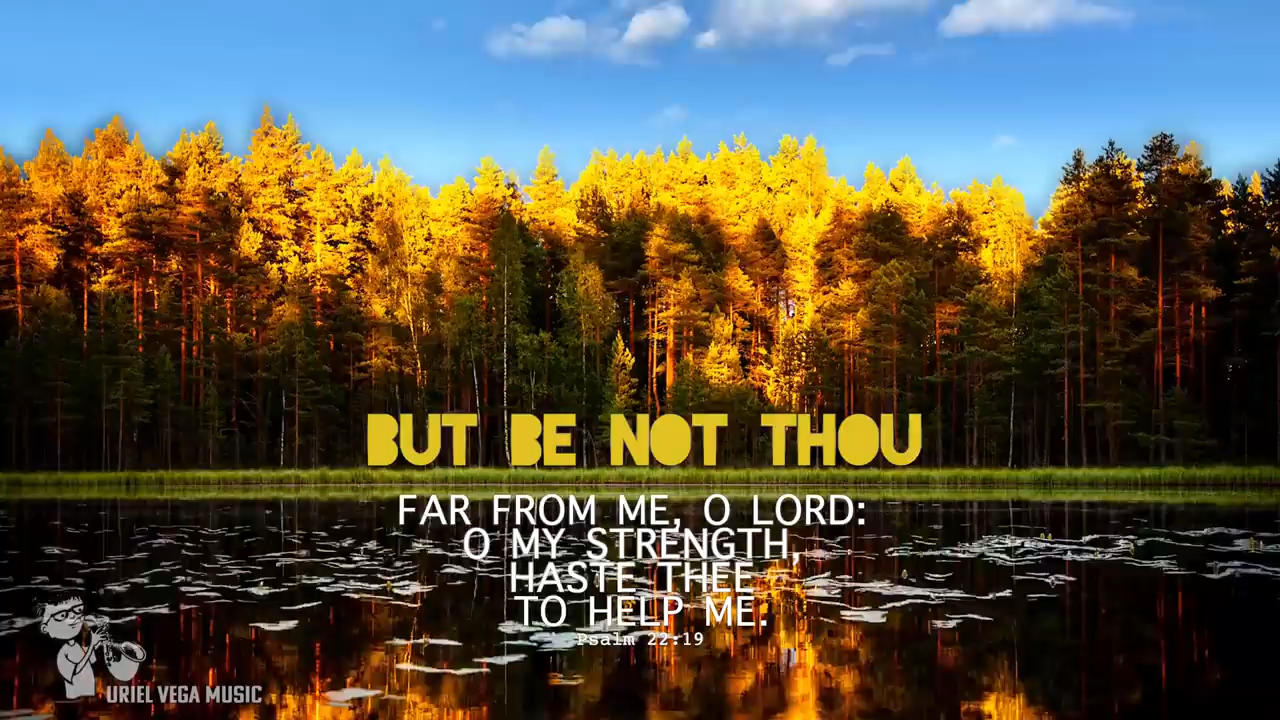 BUT BE NOT THOU
FAR FROM ME, O LORD:
O MY STRENGTH,
HASTE THEE
TO HELP ME.
Psalm 22:19
URIEL VEGA MUSIC